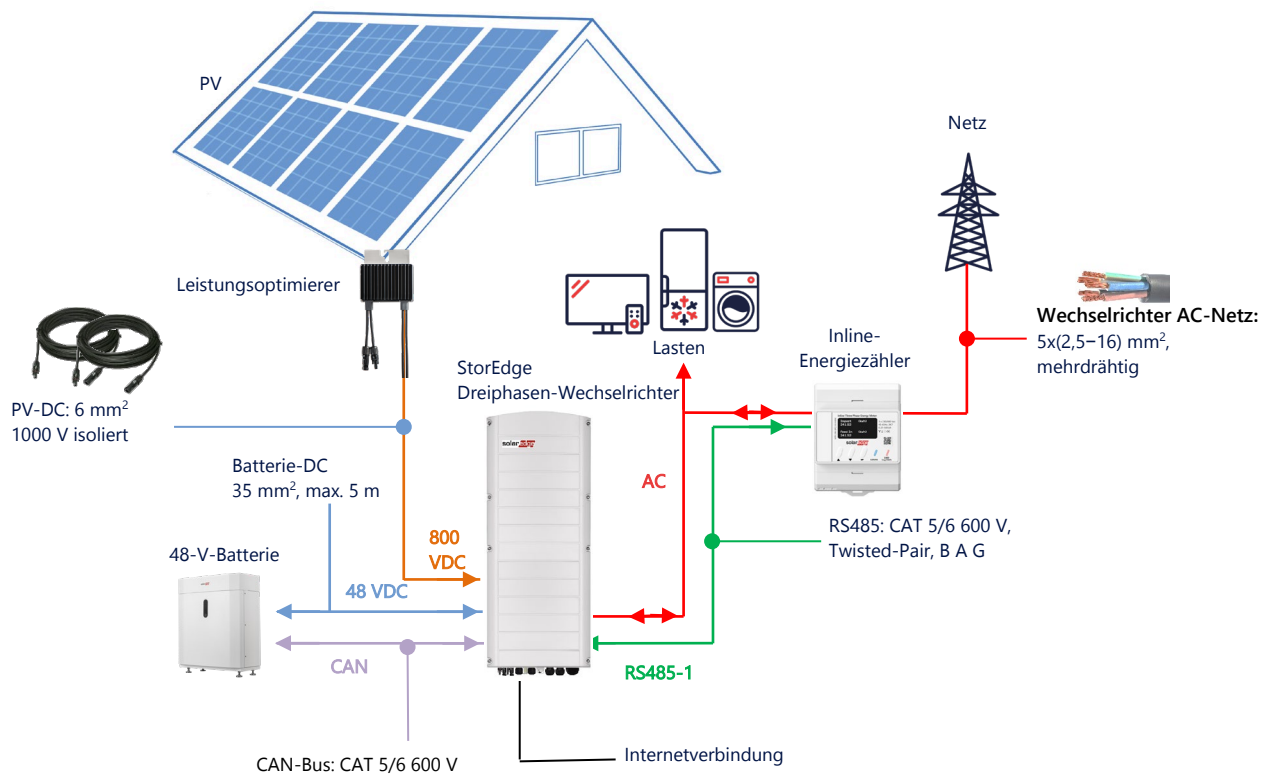 PV
Netz
Leistungsoptimierer
Wechselrichter AC-Netz:
5x(2,5–16) mm²,
mehrdrähtig
Lasten
Inline-
Energiezähler
StorEdge
Dreiphasen-Wechselrichter
PV-DC: 6 mm²
1000 V isoliert
solar
Batterie-DC
35 mm², max. 5 m
AC
RS485: CAT 5/6 600 V,
Twisted-Pair, B A G
800
VDC
48-V-Batterie
48 VDC
CAN
RS485-1
Internetverbindung
CAN-Bus: CAT 5/6 600 V